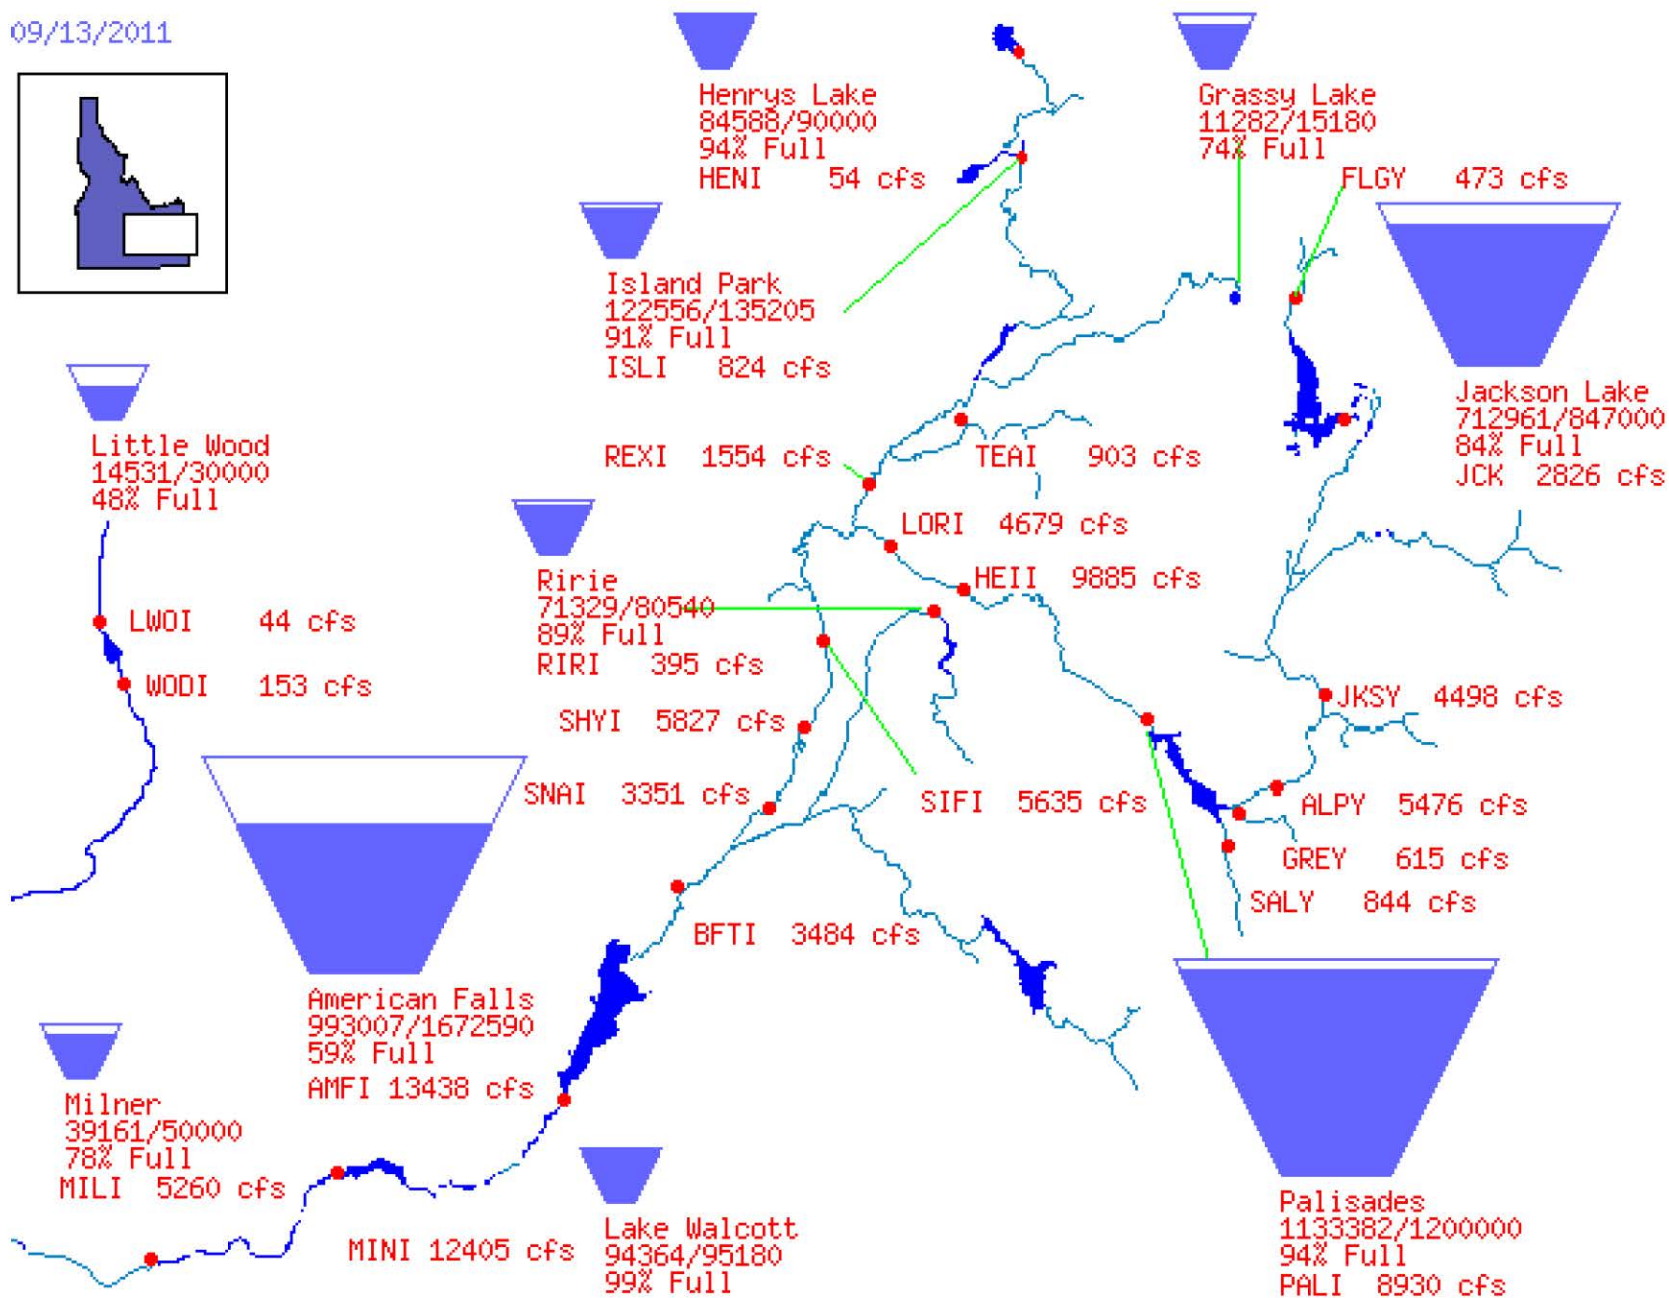 09/13/2011
Henrys Lake
84588/90000
94% Full
HENI 54 cfs
Grassy Lake
11282/15180
74% Full
FLGY 473 cfs
Island Park
122556/135205
91% Full
ISLI 824 cfs
Jackson Lake
712961/847000
84% Full
JCK 2826 cfs
Little Wood
14531/30000
48% Full
REXI 1554 cfs
TEAI 903 cfs
LORI 4679 cfs
HEII 9885 cfs
Ririe
71329/80540
89% Full
RIRI 395 cfs
LWOI 44 cfs
WODI 153 cfs
JKSY 4498 cfs
SHYI 5827 cfs
SNAI 3351 cfs
SIFI 5635 cfs
ALPY 5476 cfs
GREY 615 cfs
SALY 844 cfs
BFTI 3484 cfs
American Falls
993007/1672590
59% Full
AMFI 13438 cfs
Milner
39161/50000
78% Full
MILI 5260 cfs
MINI 12405 cfs
Lake Walcott
94364/95180
99% Full
Palisades
1133382/1200000
94% Full
PALI 8930 cfs